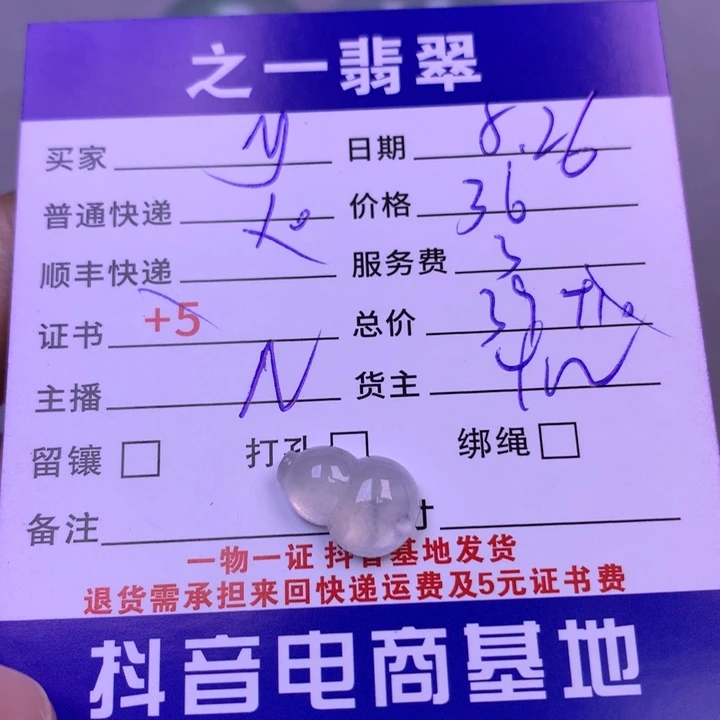 之一翡翠
买家 日期 8.26
普通快递 价格 36
顺丰快递 服务费 3
证书 +5 总价 39
主播 N 货主
留镶 打孔 绑绳
备注 寸
一物一证 抖音基地发货
退货需承担来回快递运费及5元证书费
抖音电商基地